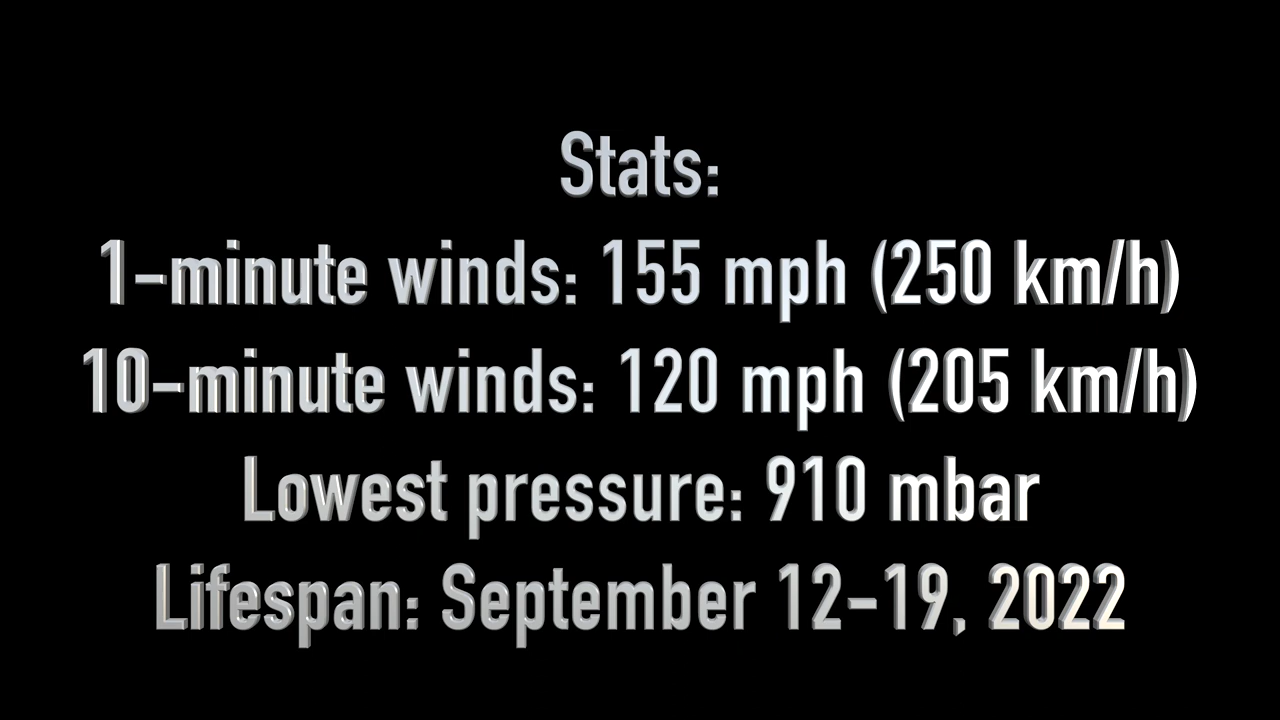 Stats:
1-minute winds: 155 mph (250 km/h)
10-minute winds: 120 mph (205 km/h)
Lowest pressure: 910 mbar
Lifespan: September 12-19, 2022